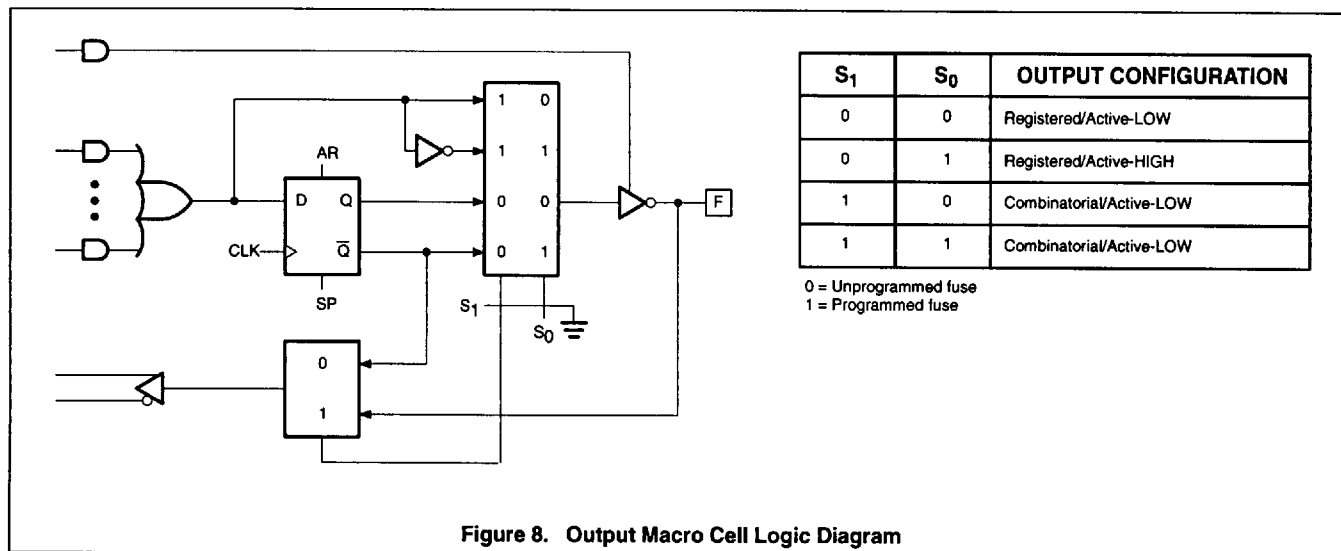 AR
D Q
CLK
Q̅
SP
1 0
1 1
0 0
0 1
S₁
S₀
F
0
1
S₁ S₀ OUTPUT CONFIGURATION
0 0 Registered/Active-LOW
0 1 Registered/Active-HIGH
1 0 Combinatorial/Active-LOW
1 1 Combinatorial/Active-LOW
0 = Unprogrammed fuse
1 = Programmed fuse
Figure 8. Output Macro Cell Logic Diagram